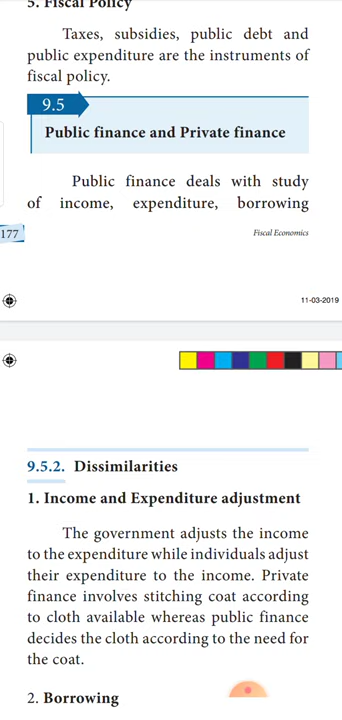 5. Fiscal Policy
Taxes, subsidies, public debt and
public expenditure are the instruments of
fiscal policy.
9.5
Public finance and Private finance
Public finance deals with study
of income, expenditure, borrowing
177
Fiscal Economics
11-03-2019
9.5.2. Dissimilarities
1. Income and Expenditure adjustment
The government adjusts the income
to the expenditure while individuals adjust
their expenditure to the income. Private
finance involves stitching coat according
to cloth available whereas public finance
decides the cloth according to the need for
the coat.
2. Borrowing